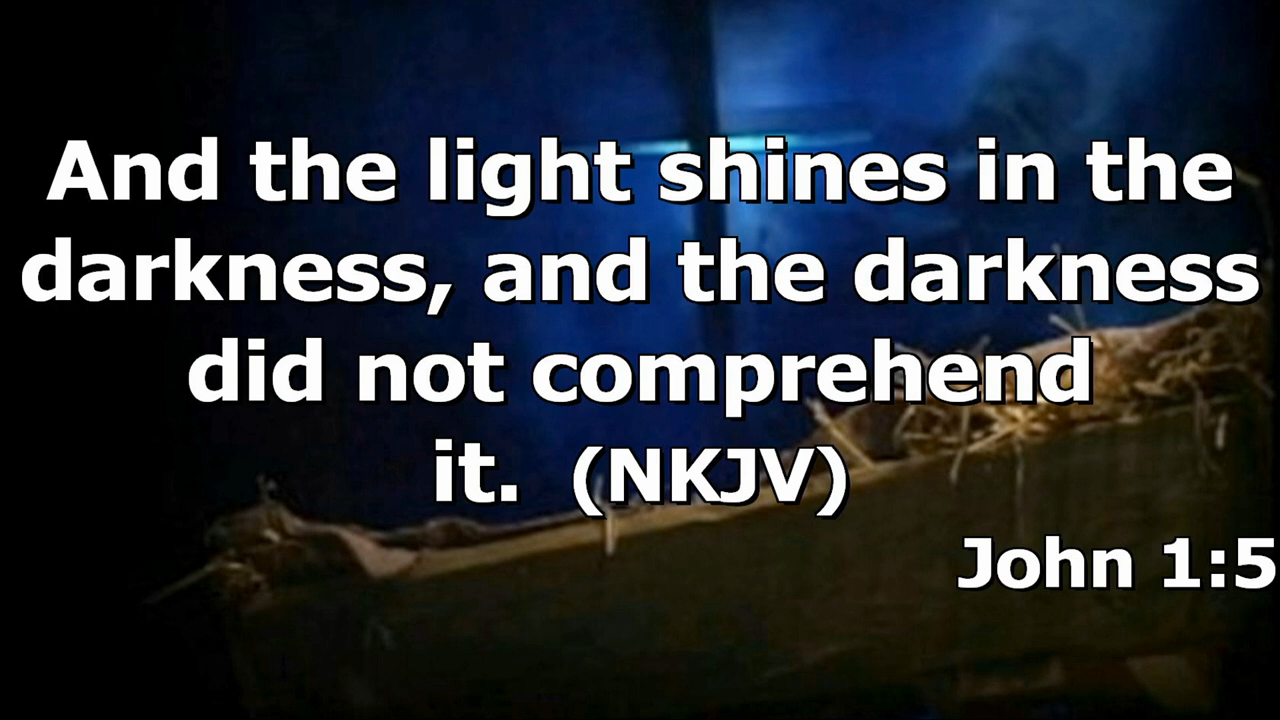 And the light shines in the
darkness, and the darkness
did not comprehend
it.  (NKJV)
John 1:5